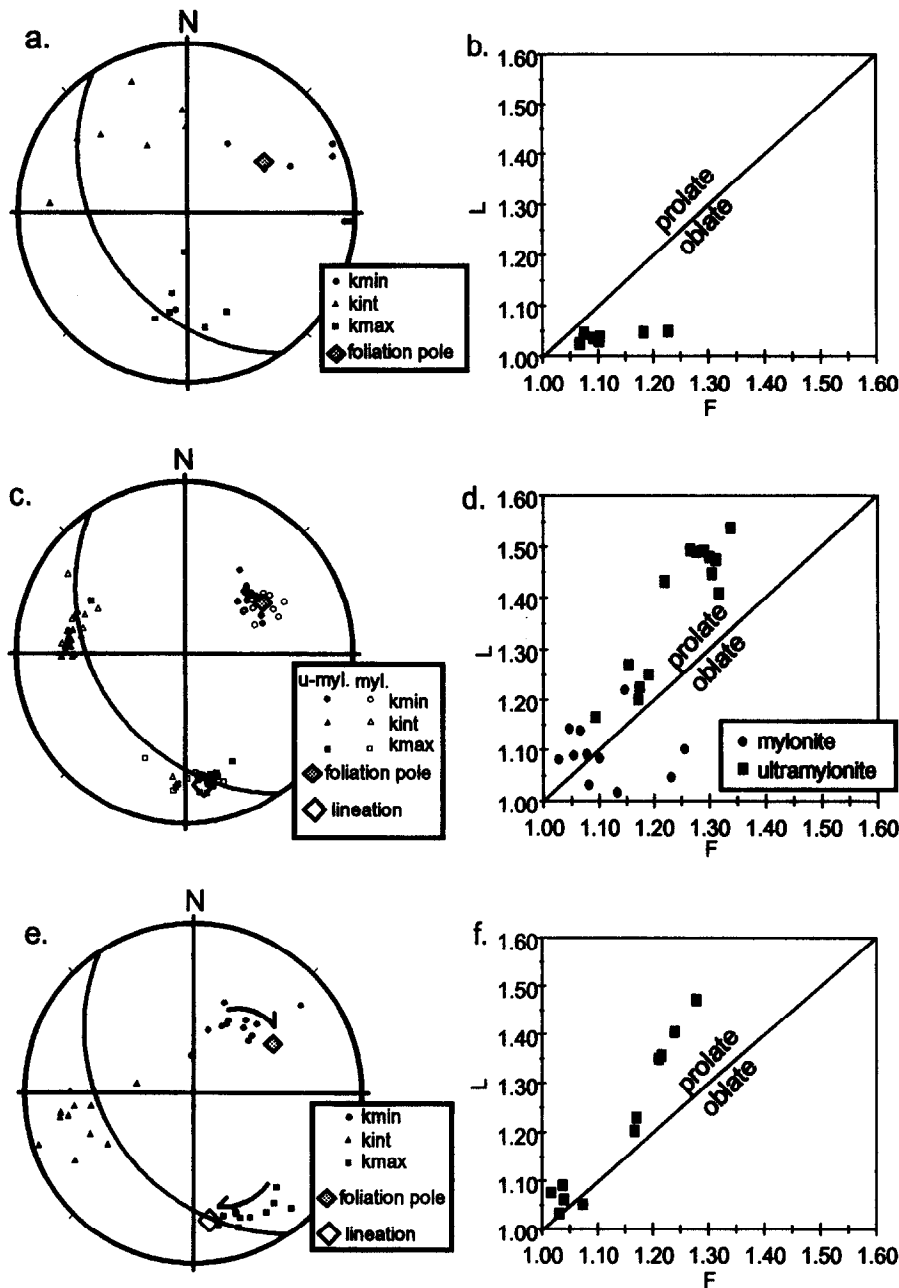 a.
N
kmin
kint
kmax
foliation pole
b.
1.60
1.50
1.40
1.30
1.20
1.10
1.00
L
prolate
oblate
1.00 1.10 1.20 1.30 1.40 1.50 1.60
F
c.
N
u-myl. myl.
kmin
kint
kmax
foliation pole
lineation
d.
1.60
1.50
1.40
1.30
1.20
1.10
1.00
L
prolate
oblate
mylonite
ultramylonite
1.00 1.10 1.20 1.30 1.40 1.50 1.60
F
e.
N
kmin
kint
kmax
foliation pole
lineation
f.
1.60
1.50
1.40
1.30
1.20
1.10
1.00
L
prolate
oblate
1.00 1.10 1.20 1.30 1.40 1.50 1.60
F